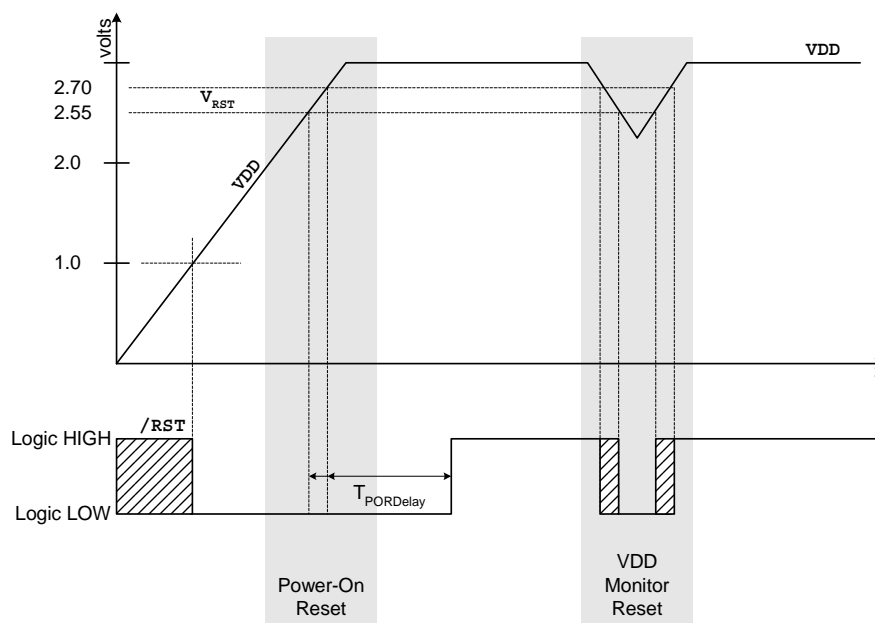 volts
VDD
2.70
V_RST
2.55
2.0
VDD
1.0
/RST
Logic HIGH
T_PORDelay
Logic LOW
Power-On
Reset
VDD
Monitor
Reset